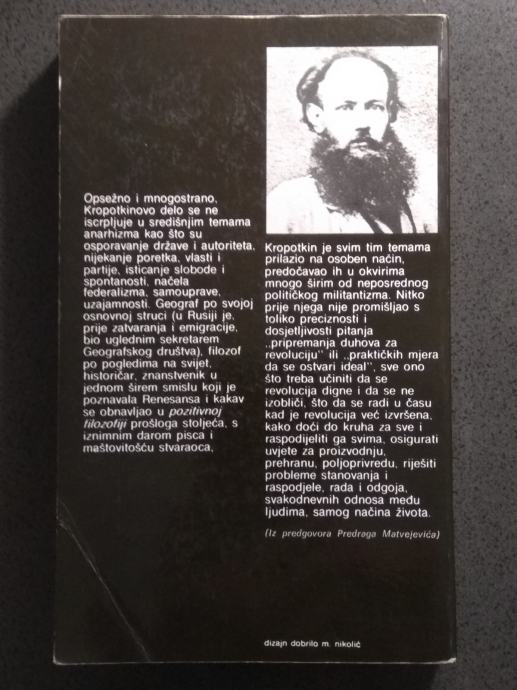 Opsežno i mnogostrano,
Kropotkinovo delo se ne
iscrpljuje u središnjim temama
anarhizma kao što su
osporavanje države i autoriteta,
nijekanje poretka, vlasti i
partije, isticanje slobode i
spontanosti, načela
federalizma, samouprave,
uzajamnosti. Geograf po svojoj
osnovnoj struci (u Rusiji je,
prije zatvaranja i emigracije,
bio uglednim sekretarem
Geografskog društva), filozof
po pogledima na svijet,
historičar, znanstvenik u
jednom širem smislu koji je
poznavala Renesansa i kakav
se obnavljao u pozitivnoj
filozofiji prošloga stoljeća, s
iznimnim darom pisca i
maštovitošću stvaraoca,
Kropotkin je svim tim temama
prilazio na osoben način,
predočavao ih u okvirima
mnogo širim od neposrednog
političkog militantizma. Nitko
prije njega nije promišljao s
toliko preciznosti i
dosjetljivosti pitanja
„pripremanja duhova za
revoluciju" ili „praktičkih mjera
da se ostvari ideal", sve ono
što treba učiniti da se
revolucija digne i da se ne
izobliči, što da se radi u času
kad je revolucija već izvršena,
kako doći do kruha za sve i
raspodijeliti ga svima, osigurati
uvjete za proizvodnju,
prehranu, poljoprivredu, riješiti
probleme stanovanja i
raspodjele, rada i odgoja,
svakodnevnih odnosa među
ljudima, samog načina života.
(Iz predgovora Predraga Matvejevića)
dizajn dobrilo m. nikolić